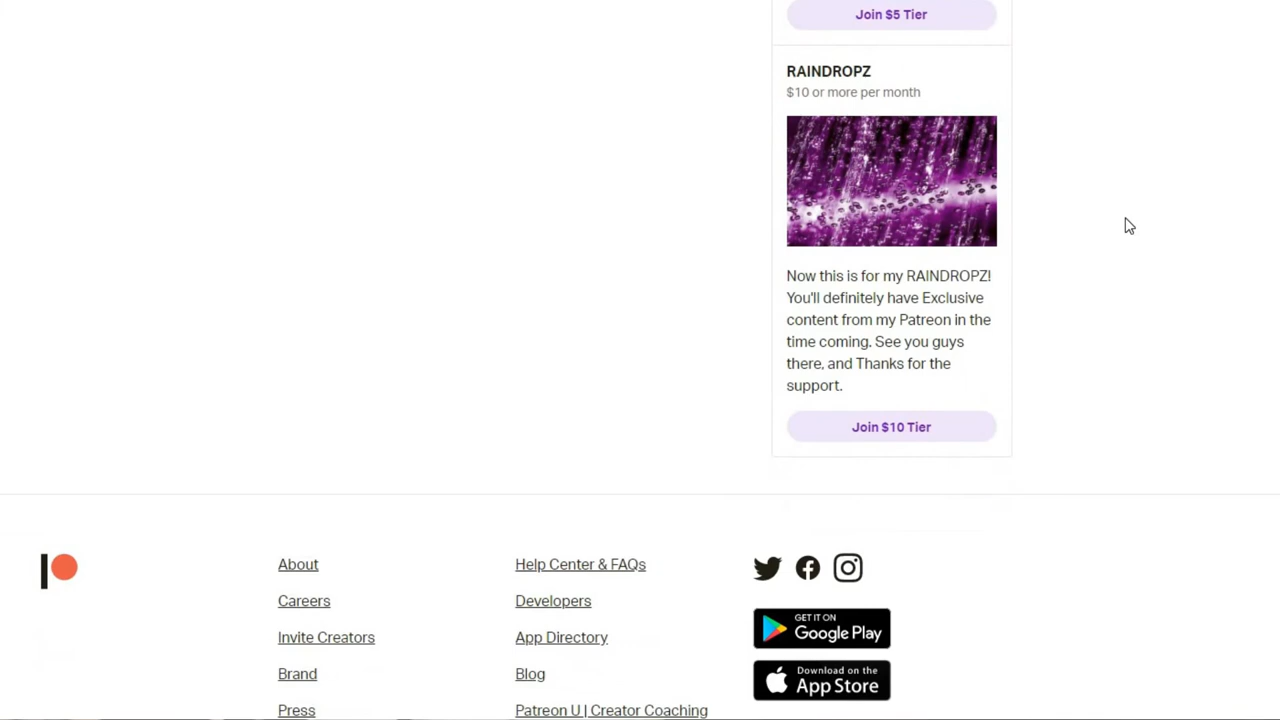 Join $5 Tier
RAINDROPZ
$10 or more per month
Now this is for my RAINDROPZ!
You'll definitely have Exclusive
content from my Patreon in the
time coming. See you guys
there, and Thanks for the
support.
Join $10 Tier
About
Careers
Invite Creators
Brand
Press
Help Center & FAQs
Developers
App Directory
Blog
Patreon U | Creator Coaching
GET IT ON
Google Play
Download on the
App Store